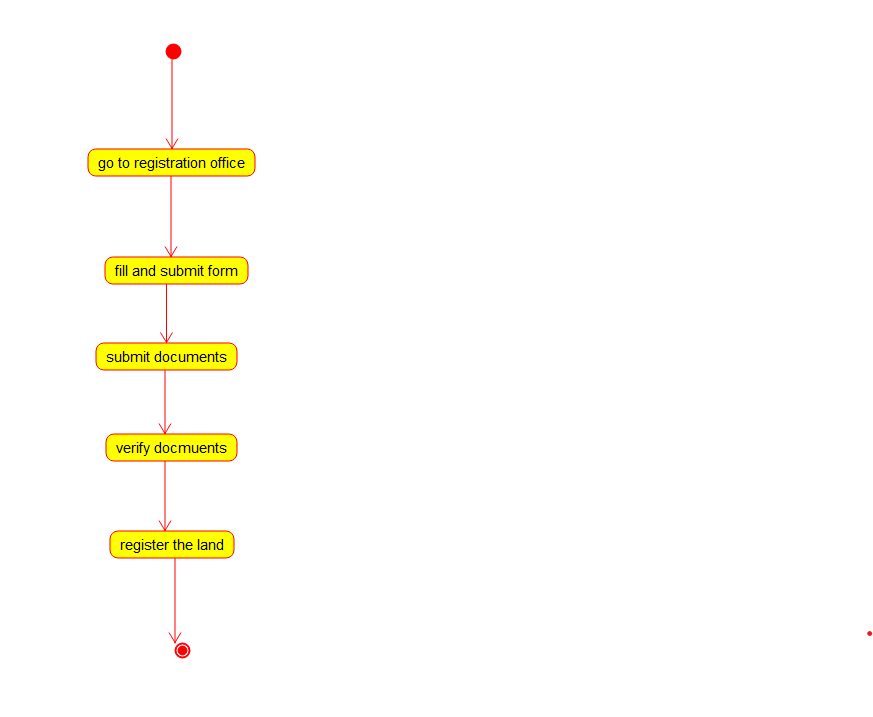 go to registration office
fill and submit form
submit documents
verify docmuents
register the land